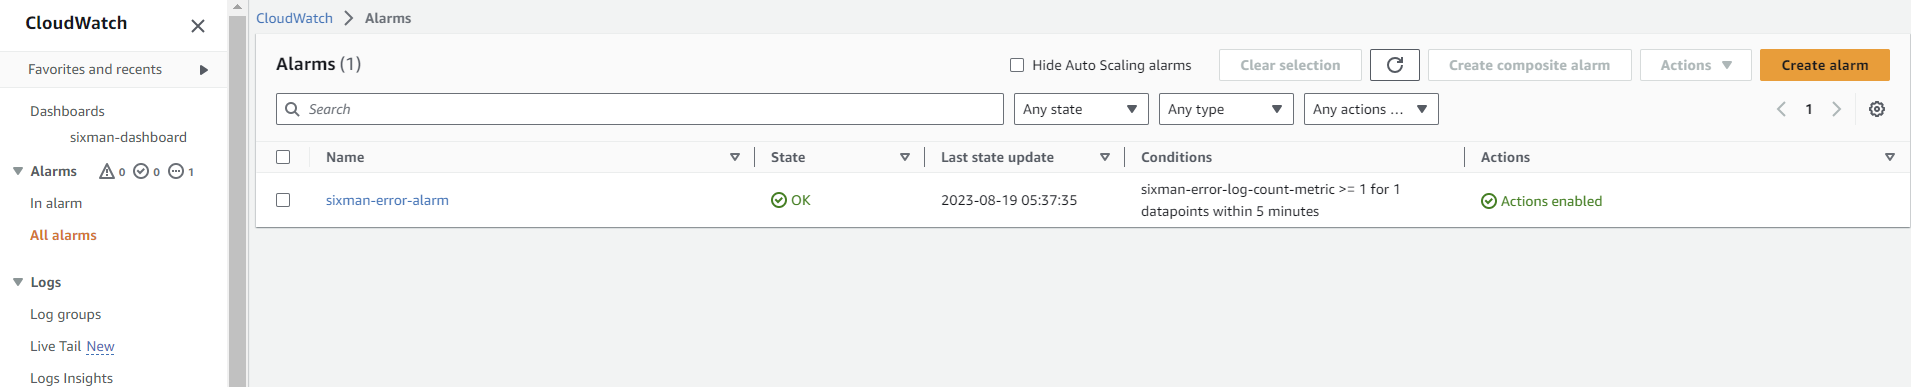 CloudWatch
Favorites and recents
Dashboards
sixman-dashboard
Alarms 0 0 1
In alarm
All alarms
Logs
Log groups
Live Tail New
Logs Insights
CloudWatch Alarms
Alarms (1)
Hide Auto Scaling alarms
Clear selection
Create composite alarm
Actions
Create alarm
Search
Any state
Any type
Any actions ...
1
Name State Last state update Conditions Actions
sixman-error-alarm OK 2023-08-19 05:37:35 sixman-error-log-count-metric >= 1 for 1
datapoints within 5 minutes
Actions enabled